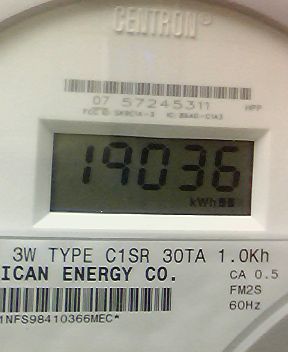 CENTRON®
07 57245311 HPP
19036
kWh
3W TYPE C1SR 30TA 1.0Kh
ICAN ENERGY CO. CA 0.5
FM2S
60Hz
1NFS98410366MEC*